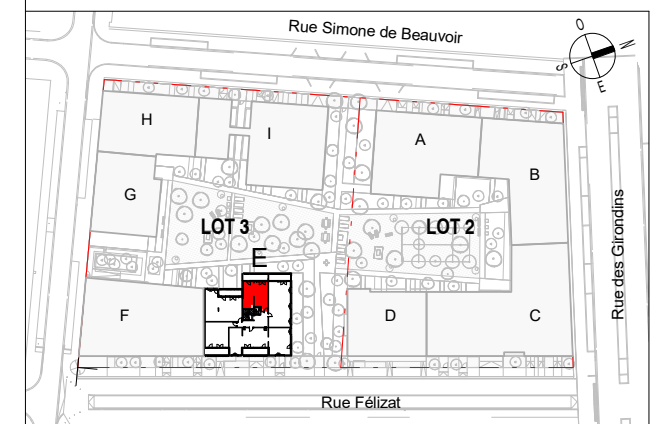 Rue Simone de Beauvoir
O
N
S
E
H
I
A
B
G
LOT 3
LOT 2
E
F
D
C
Rue des Girondins
Rue Félizat